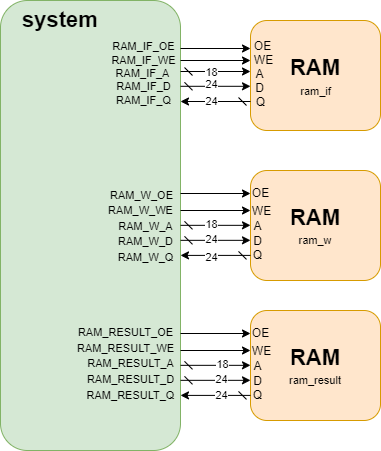 system
RAM_IF_OE OE
RAM_IF_WE WE
RAM_IF_A 18 A
RAM_IF_D 24 D
RAM_IF_Q 24 Q
RAM
ram_if
RAM_W_OE OE
RAM_W_WE WE
RAM_W_A 18 A
RAM_W_D 24 D
RAM_W_Q 24 Q
RAM
ram_w
RAM_RESULT_OE OE
RAM_RESULT_WE WE
RAM_RESULT_A 18 A
RAM_RESULT_D 24 D
RAM_RESULT_Q 24 Q
RAM
ram_result